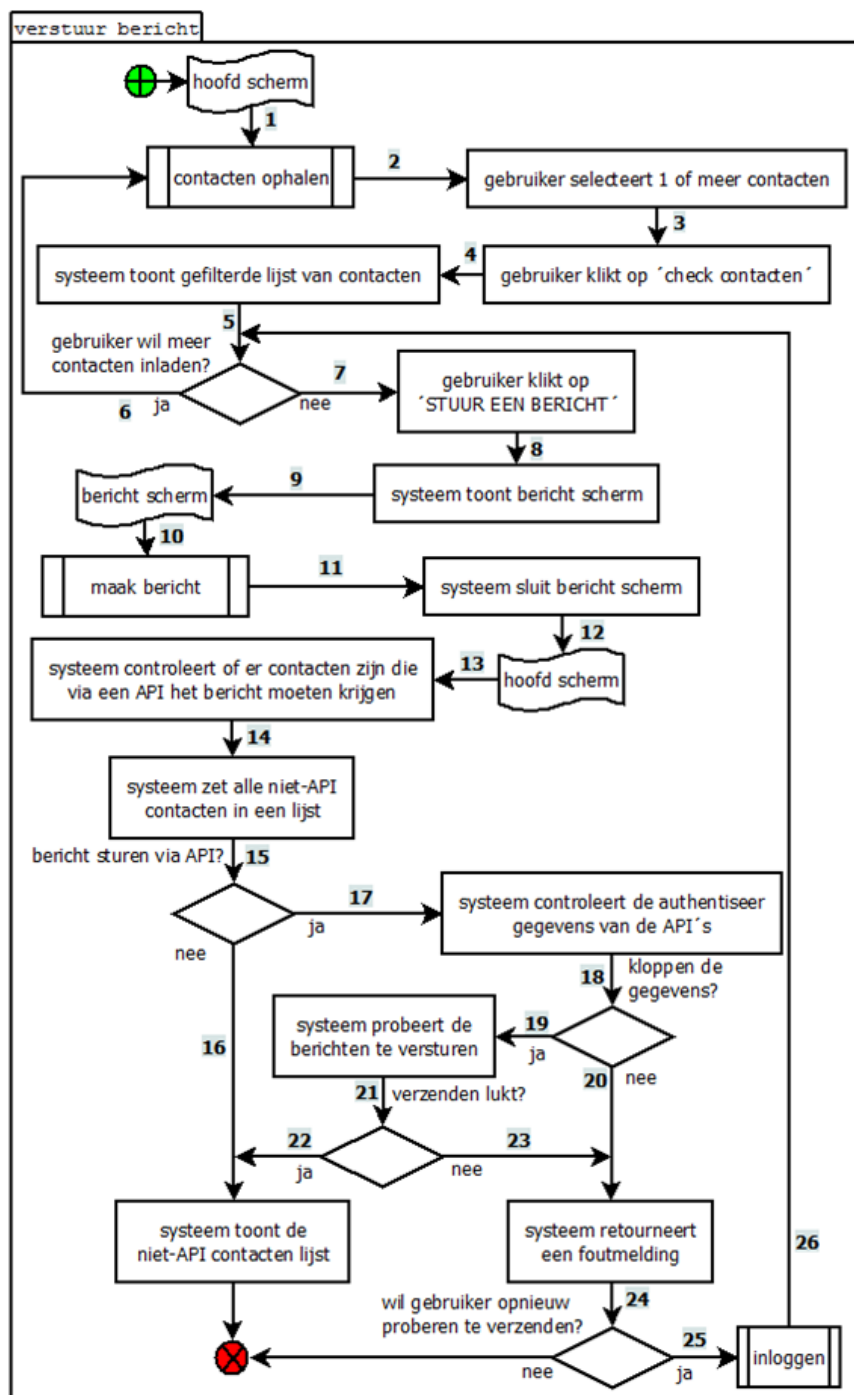 verstuur bericht
hoofd scherm
1
contacten ophalen
2
gebruiker selecteert 1 of meer contacten
3
gebruiker klikt op ´check contacten´
4
systeem toont gefilterde lijst van contacten
5
gebruiker wil meer
contacten inladen?
6
ja
nee
7
gebruiker klikt op
´STUUR EEN BERICHT´
8
systeem toont bericht scherm
9
bericht scherm
10
maak bericht
11
systeem sluit bericht scherm
12
hoofd scherm
13
systeem controleert of er contacten zijn die
via een API het bericht moeten krijgen
14
systeem zet alle niet-API
contacten in een lijst
bericht sturen via API?
15
nee
16
ja
17
systeem controleert de authentiseer
gegevens van de API´s
18
kloppen de
gegevens?
19
ja
20
nee
systeem probeert de
berichten te versturen
21
verzenden lukt?
22
ja
23
nee
systeem toont de
niet-API contacten lijst
systeem retourneert
een foutmelding
24
wil gebruiker opnieuw
proberen te verzenden?
nee
25
ja
inloggen
26